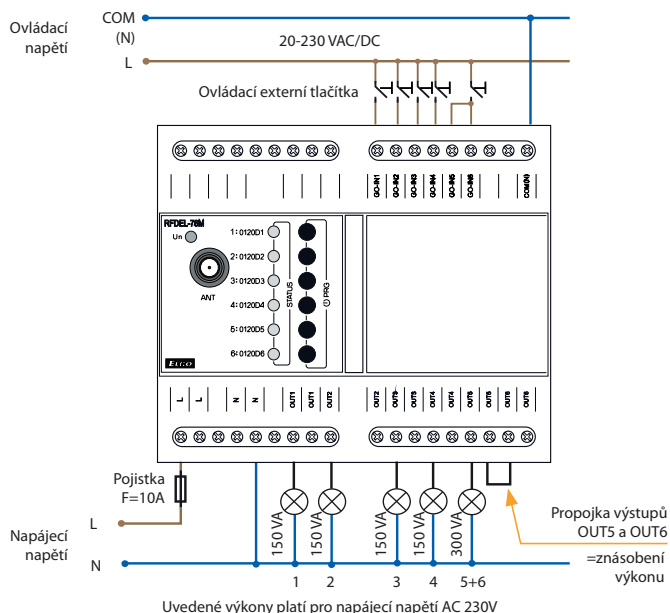 COM
(N)
Ovládací
napětí
L
20-230 VAC/DC
Ovládací externí tlačítka
GO-IN1
GO-IN2
GO-IN3
GO-IN4
GO-IN5
GO-IN6
COM(N)
RFDEL-76M
Un
ANT
1: 0120D1
2: 0120D2
3: 0120D3
4: 0120D4
5: 0120D5
6: 0120D6
STATUS
PRG
ELKO
L
L
N
N
OUT1
OUT1
OUT2
OUT2
OUT3
OUT3
OUT4
OUT4
OUT5
OUT5
OUT6
OUT6
Pojistka
F=10A
L
Napájecí
napětí
N
150 VA
150 VA
150 VA
150 VA
300 VA
1
2
3
4
5+6
Propojka výstupů
OUT5 a OUT6
=znásobení
výkonu
Uvedené výkony platí pro napájecí napětí AC 230V